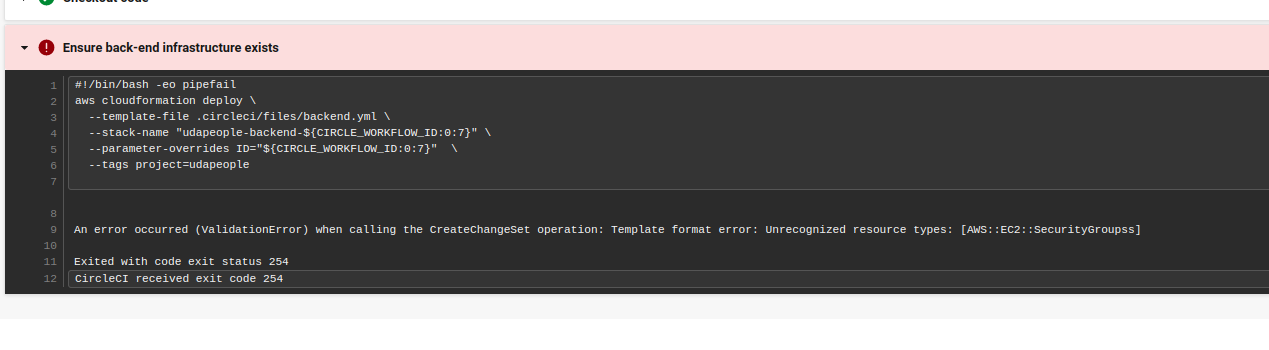 Checkout code
Ensure back-end infrastructure exists
1 #!/bin/bash -eo pipefail
2 aws cloudformation deploy \
3   --template-file .circleci/files/backend.yml \
4   --stack-name "udapeople-backend-${CIRCLE_WORKFLOW_ID:0:7}" \
5   --parameter-overrides ID="${CIRCLE_WORKFLOW_ID:0:7}"  \
6   --tags project=udapeople
7
8
9 An error occurred (ValidationError) when calling the CreateChangeSet operation: Template format error: Unrecognized resource types: [AWS::EC2::SecurityGroupss]
10
11 Exited with code exit status 254
12 CircleCI received exit code 254